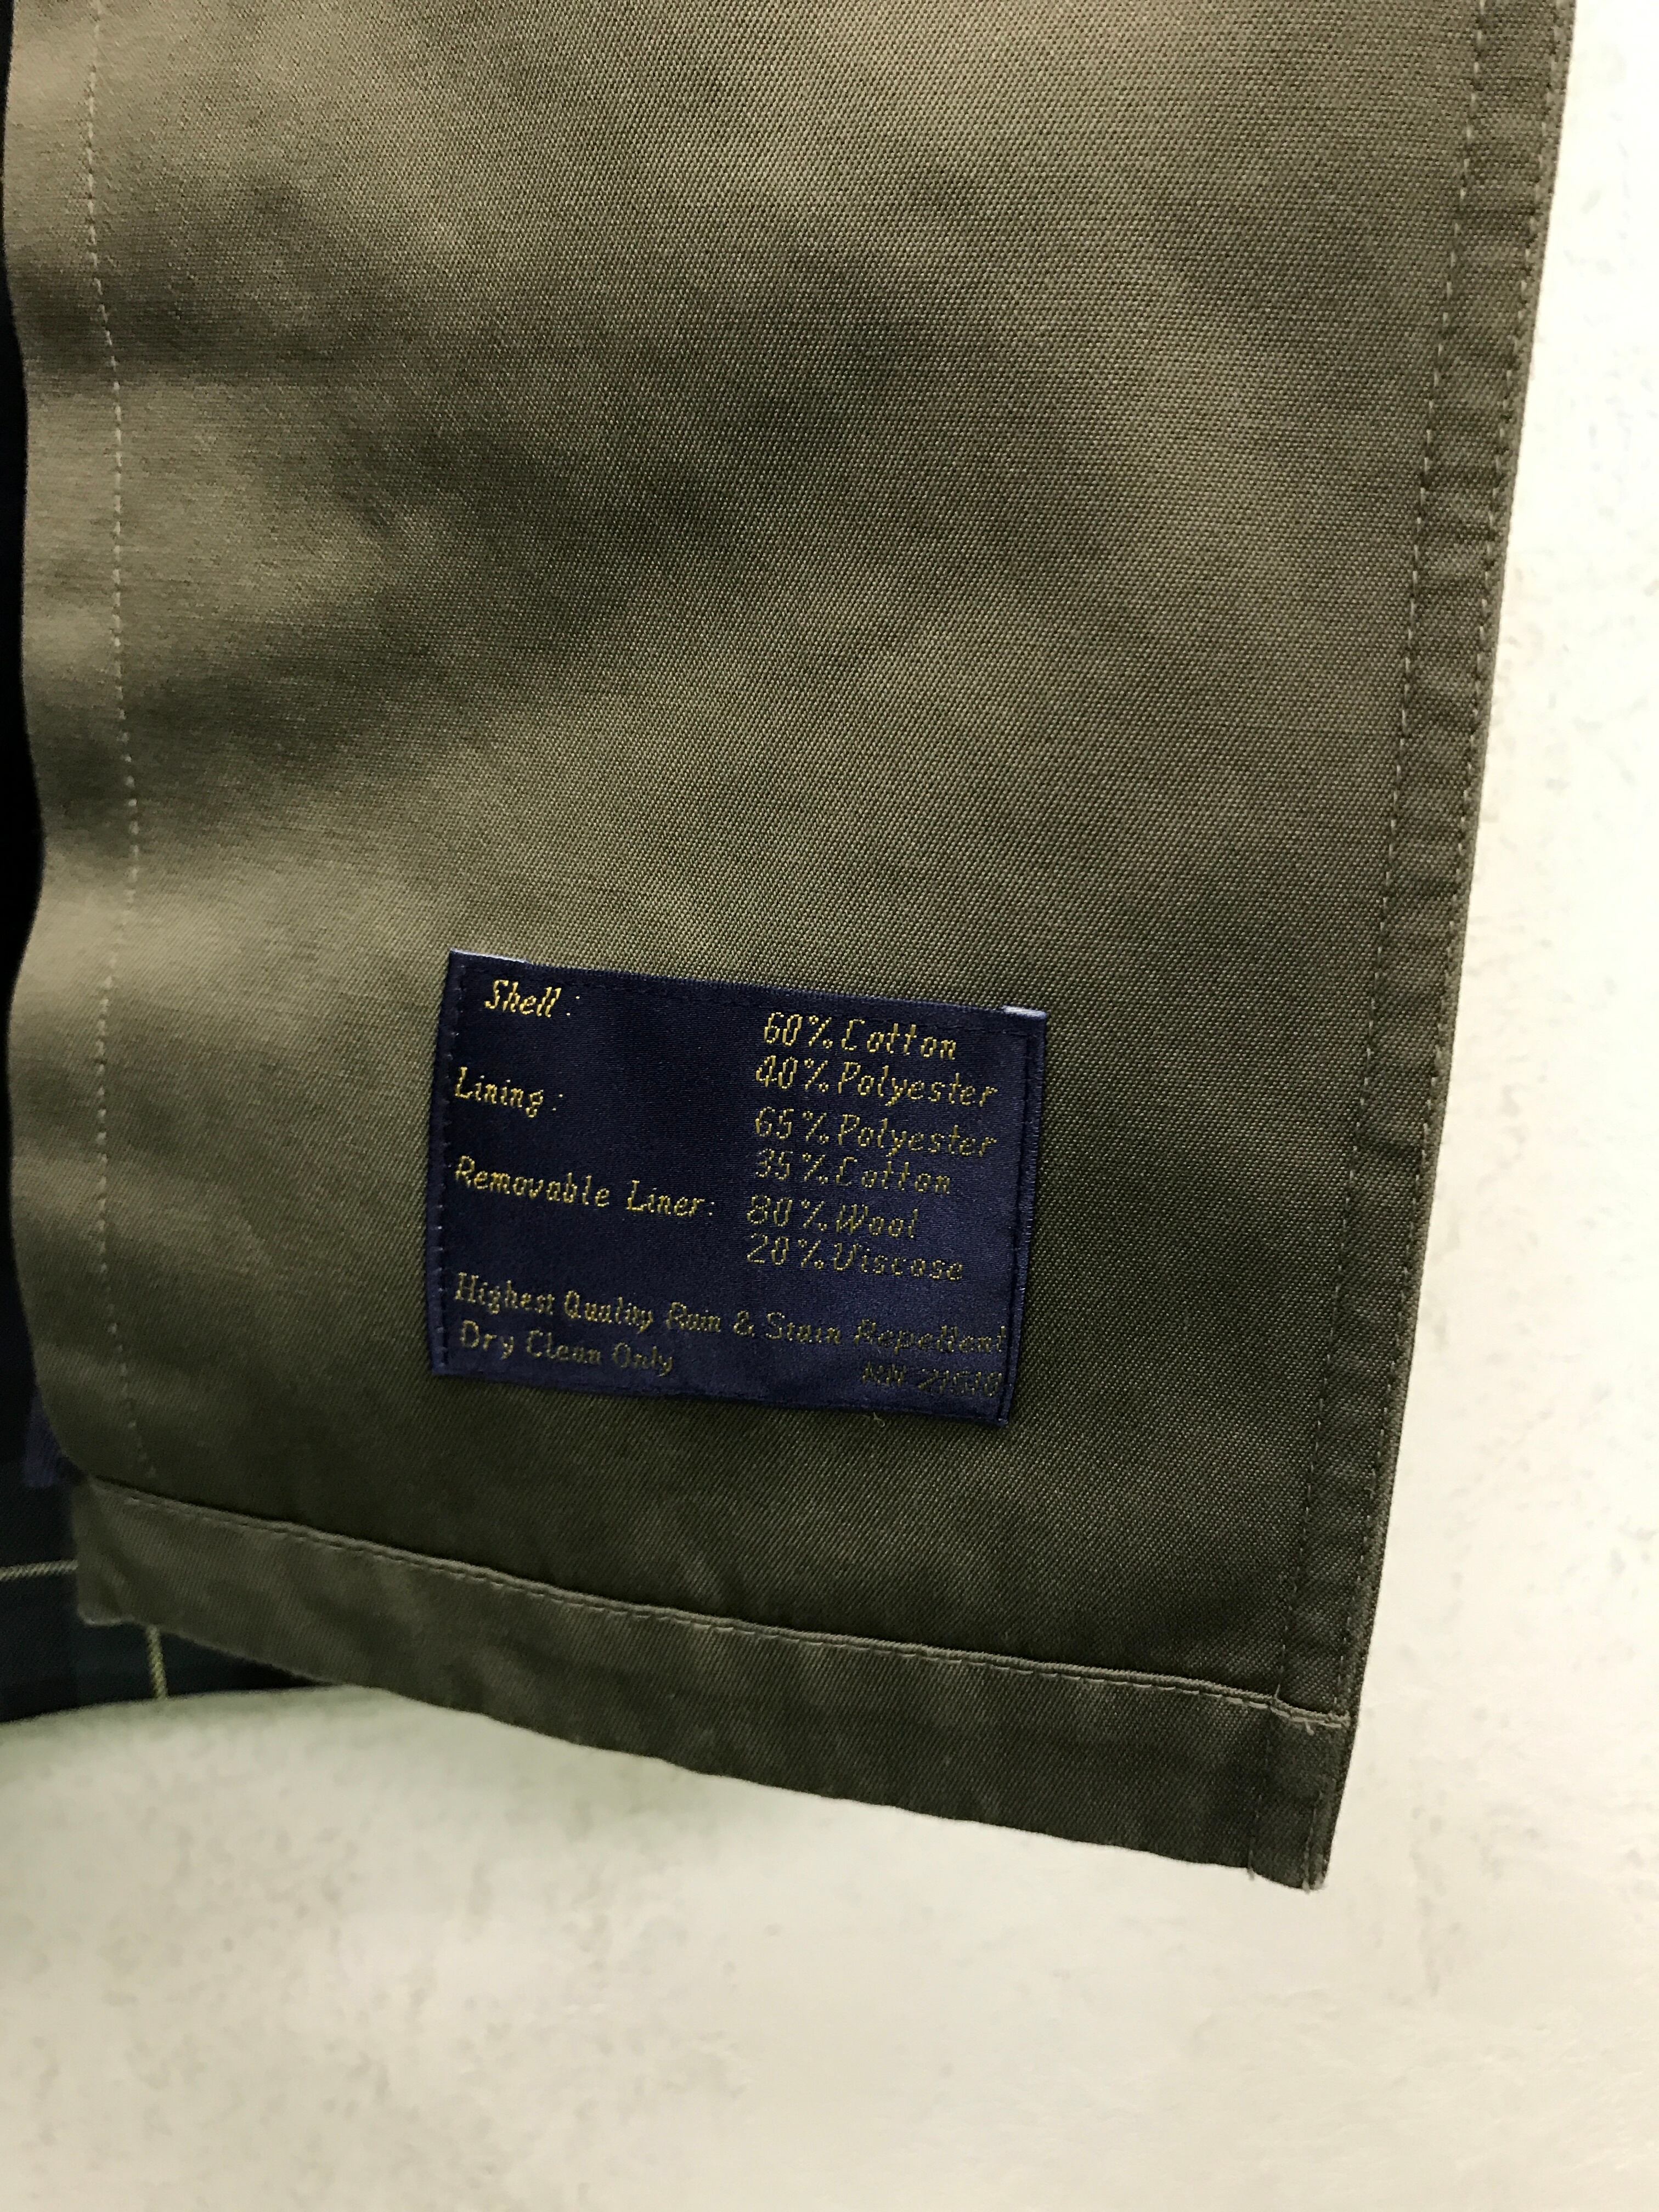 Shell :
60% Cotton
40% Polyester
Lining :
65% Polyester
35% Cotton
Removable Liner: 80% Wool
20% Viscose
Highest Quality Rain & Stain Repellent
Dry Clean Only